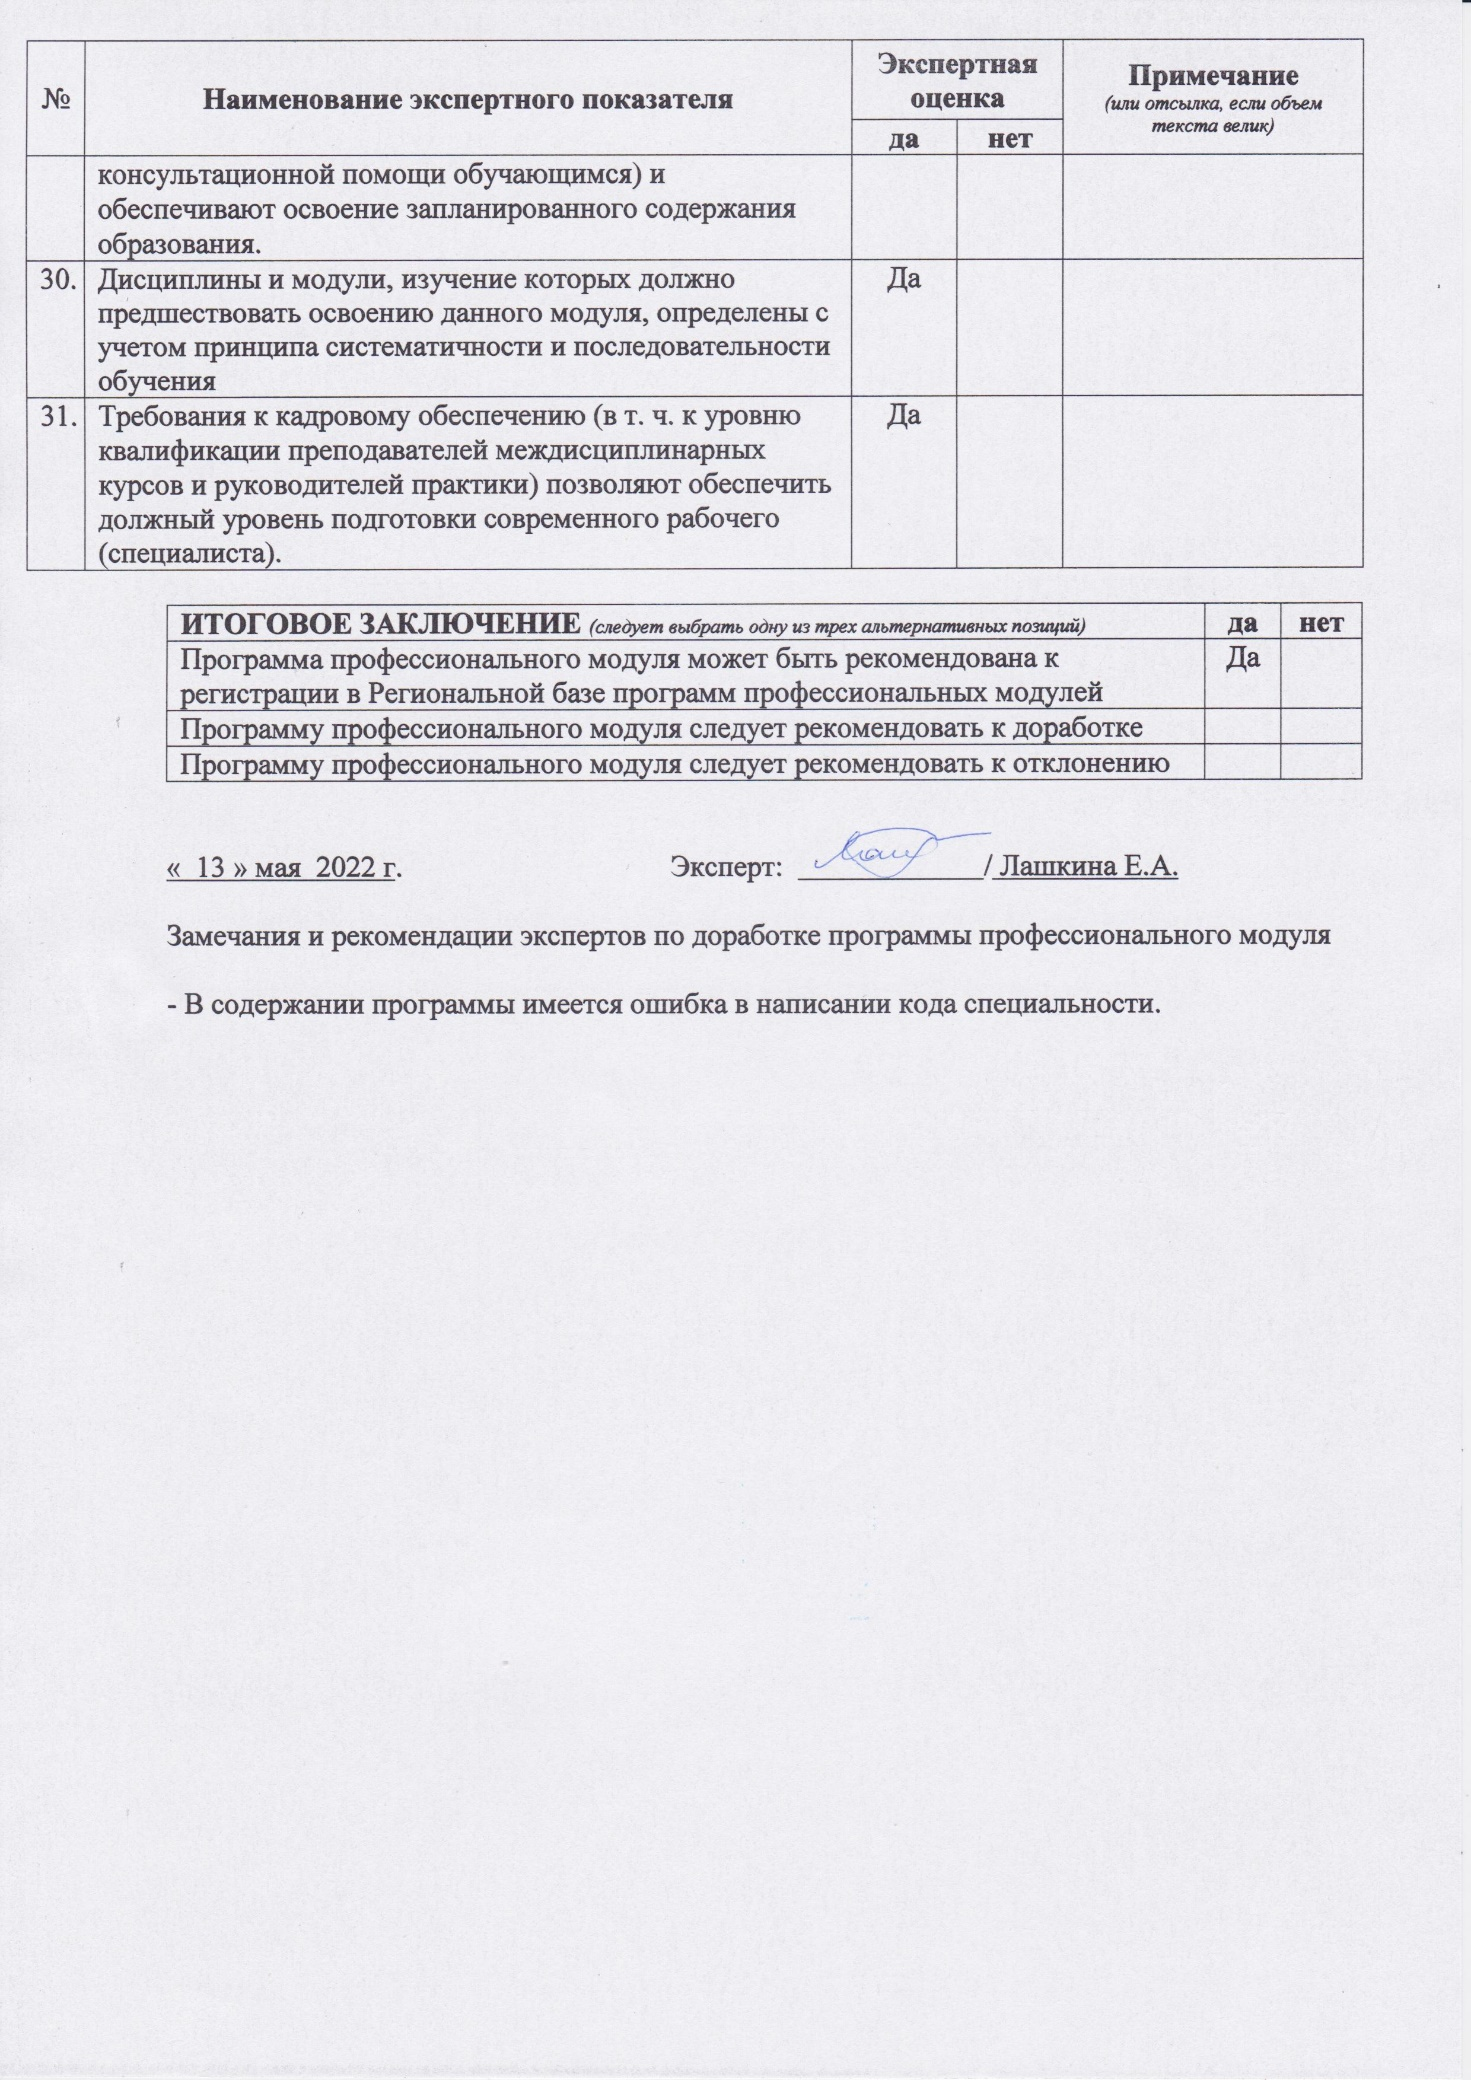 №
Наименование экспертного показателя
Экспертная
оценка
да нет
Примечание
(или отсылка, если объем
текста велик)
консультационной помощи обучающимся) и
обеспечивают освоение запланированного содержания
образования.
30. Дисциплины и модули, изучение которых должно Да
предшествовать освоению данного модуля, определены с
учетом принципа систематичности и последовательности
обучения
31. Требования к кадровому обеспечению (в т. ч. к уровню Да
квалификации преподавателей междисциплинарных
курсов и руководителей практики) позволяют обеспечить
должный уровень подготовки современного рабочего
(специалиста).
ИТОГОВОЕ ЗАКЛЮЧЕНИЕ (следует выбрать одну из трех альтернативных позиций) да нет
Программа профессионального модуля может быть рекомендована к Да
регистрации в Региональной базе программ профессиональных модулей
Программу профессионального модуля следует рекомендовать к доработке
Программу профессионального модуля следует рекомендовать к отклонению
« 13 » мая 2022 г. Эксперт: / Лашкина Е.А.
Замечания и рекомендации экспертов по доработке программы профессионального модуля
- В содержании программы имеется ошибка в написании кода специальности.